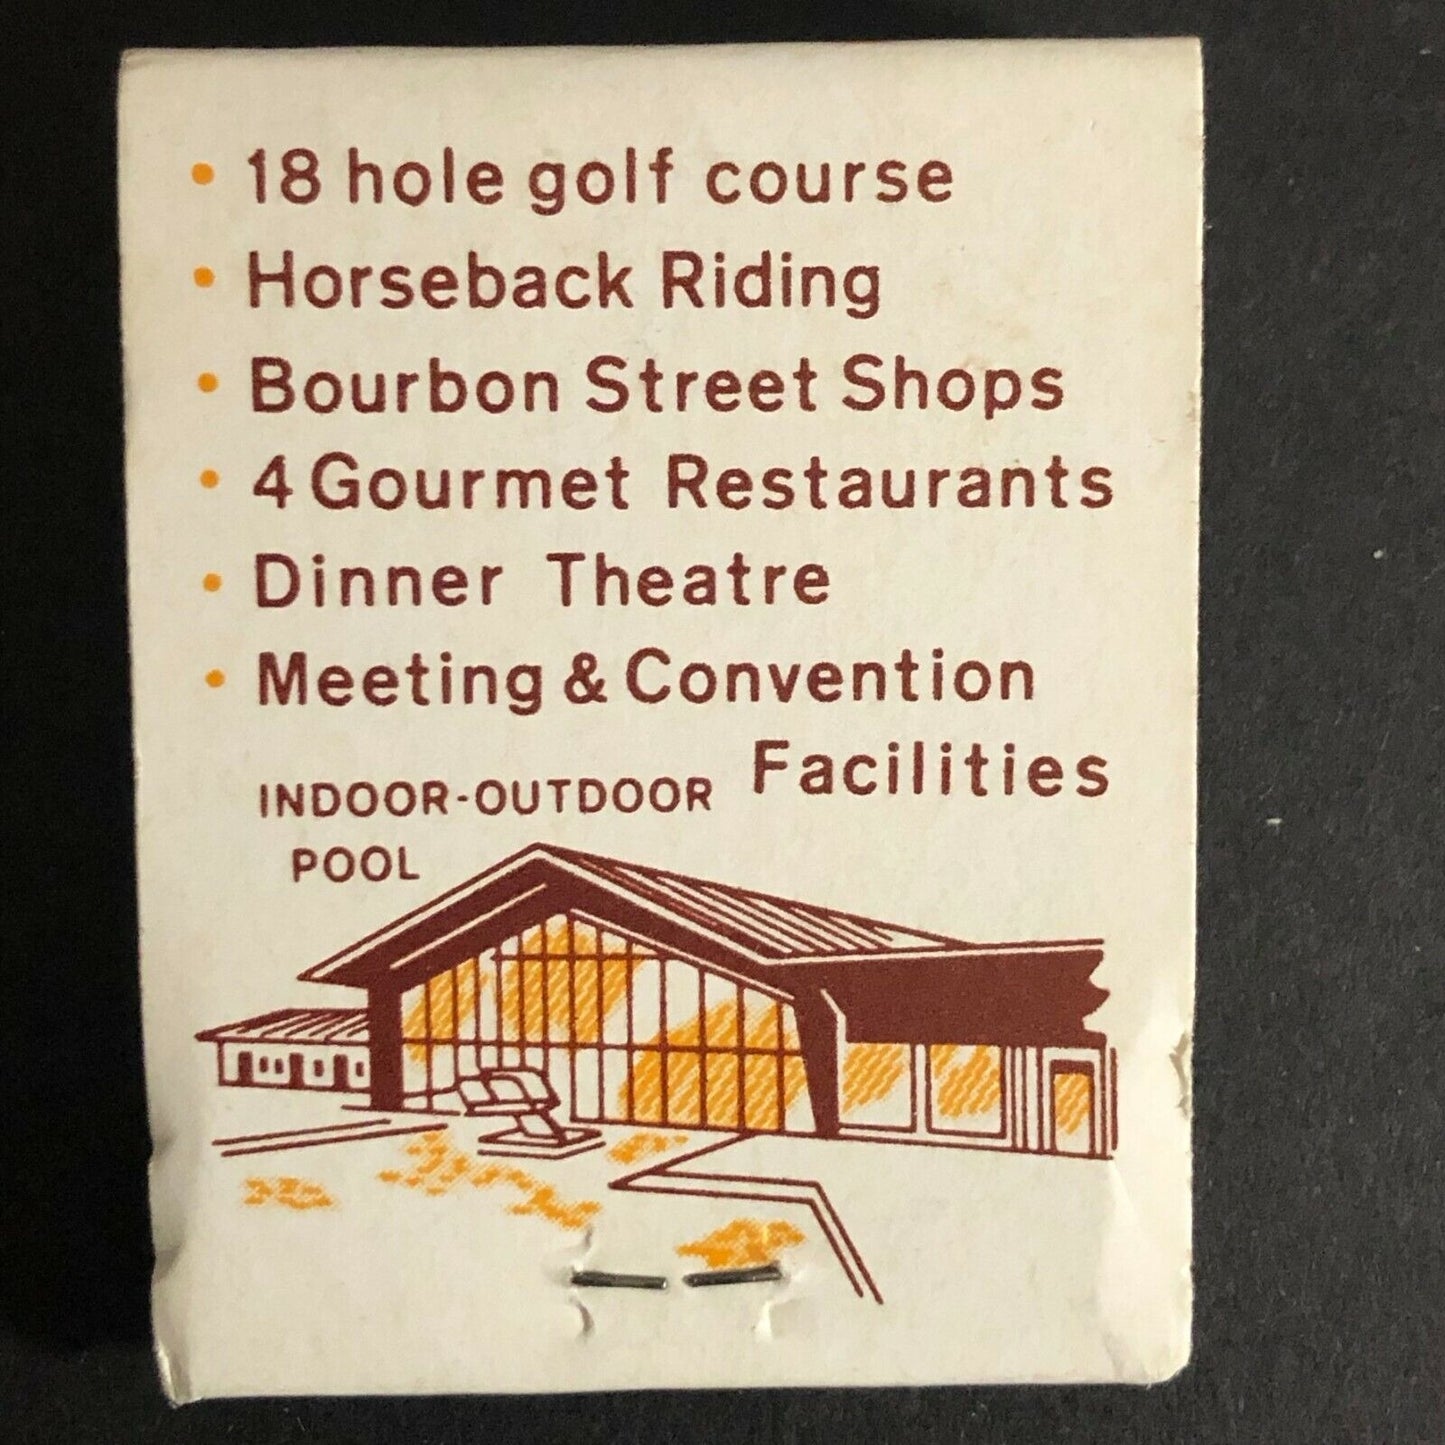 • 18 hole golf course
• Horseback Riding
• Bourbon Street Shops
• 4 Gourmet Restaurants
• Dinner Theatre
• Meeting & Convention
Facilities
INDOOR-OUTDOOR
POOL